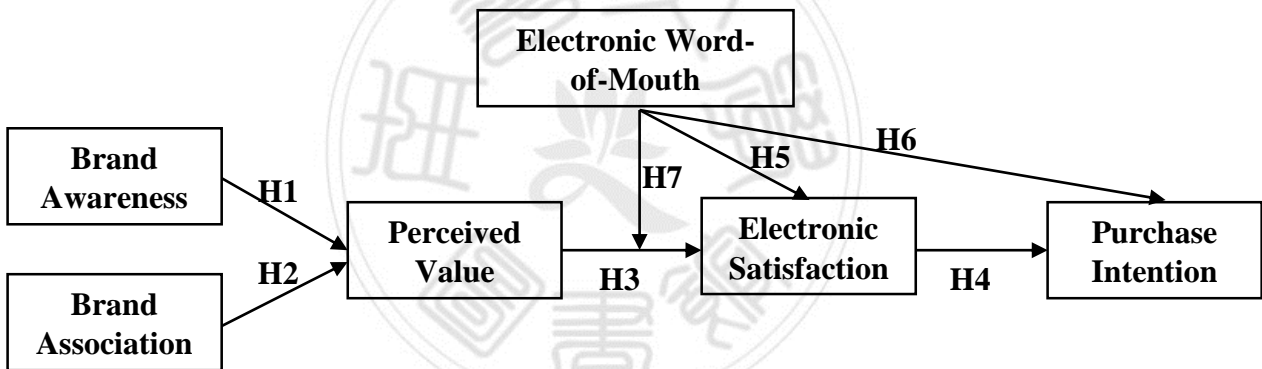 Electronic Word-
of-Mouth
Brand
Awareness
H1
H7
H5
H6
Perceived
Value
H3
Electronic
Satisfaction
H4
Purchase
Intention
H2
Brand
Association